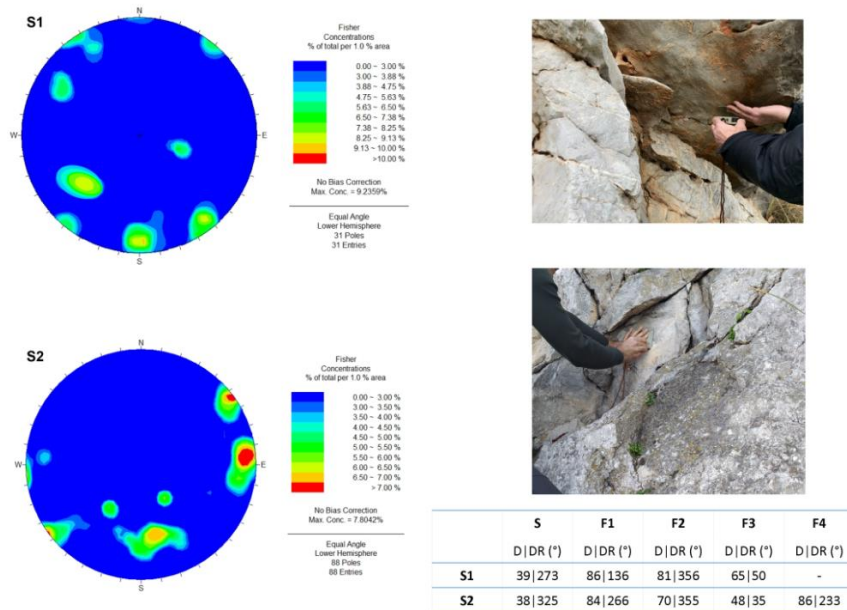 S1
N
W
E
S
Fisher
Concentrations
% of total per 1.0 % area
0.00 ~ 3.00 %
3.00 ~ 3.88 %
3.88 ~ 4.75 %
4.75 ~ 5.63 %
5.63 ~ 6.50 %
6.50 ~ 7.38 %
7.38 ~ 8.25 %
8.25 ~ 9.13 %
9.13 ~ 10.00 %
>10.00 %
No Bias Correction
Max. Conc. = 9.2359%
Equal Angle
Lower Hemisphere
31 Poles
31 Entries
S2
N
W
E
S
Fisher
Concentrations
% of total per 1.0 % area
0.00 ~ 3.00 %
3.00 ~ 3.50 %
3.50 ~ 4.00 %
4.00 ~ 4.50 %
4.50 ~ 5.00 %
5.00 ~ 5.50 %
5.50 ~ 6.00 %
6.00 ~ 6.50 %
6.50 ~ 7.00 %
> 7.00 %
No Bias Correction
Max. Conc. = 7.8042%
Equal Angle
Lower Hemisphere
88 Poles
88 Entries
S F1 F2 F3 F4
D|DR (°) D|DR (°) D|DR (°) D|DR (°) D|DR (°)
S1 39|273 86|136 81|356 65|50 -
S2 38|325 84|266 70|355 48|35 86|233